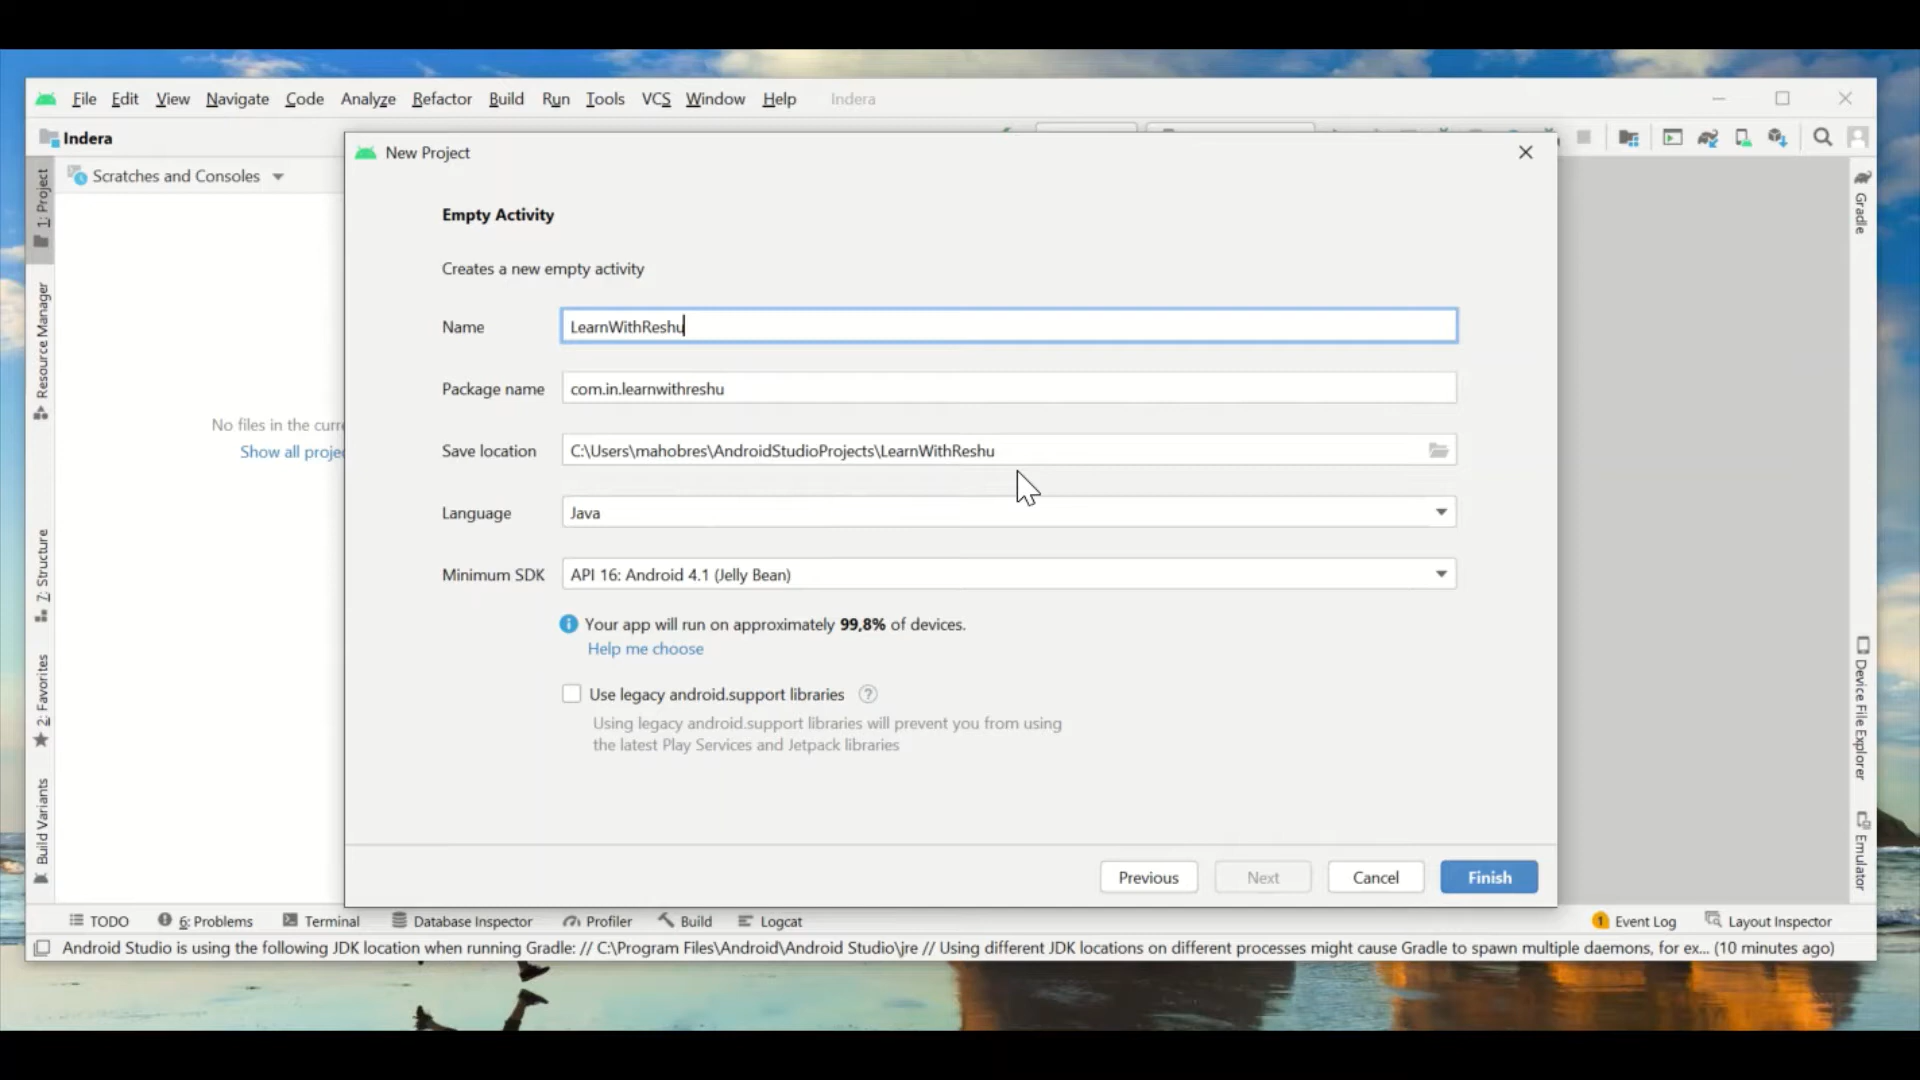 File Edit View Navigate Code Analyze Refactor Build Run Tools VCS Window Help Indera
Indera
New Project
Scratches and Consoles
1: Project
Resource Manager
7: Structure
2: Favorites
Build Variants
No files in the curre
Show all projec
Empty Activity
Creates a new empty activity
Name LearnWithReshu
Package name com.in.learnwithreshu
Save location C:\Users\mahobres\AndroidStudioProjects\LearnWithReshu
Language Java
Minimum SDK API 16: Android 4.1 (Jelly Bean)
Your app will run on approximately 99,8% of devices.
Help me choose
Use legacy android.support libraries ?
Using legacy android.support libraries will prevent you from using
the latest Play Services and Jetpack libraries
Previous Next Cancel Finish
Gradle
Device File Explorer
Emulator
TODO 6: Problems Terminal Database Inspector Profiler Build Logcat 1 Event Log Layout Inspector
Android Studio is using the following JDK location when running Gradle: // C:\Program Files\Android\Android Studio\jre // Using different JDK locations on different processes might cause Gradle to spawn multiple daemons, for ex... (10 minutes ago)